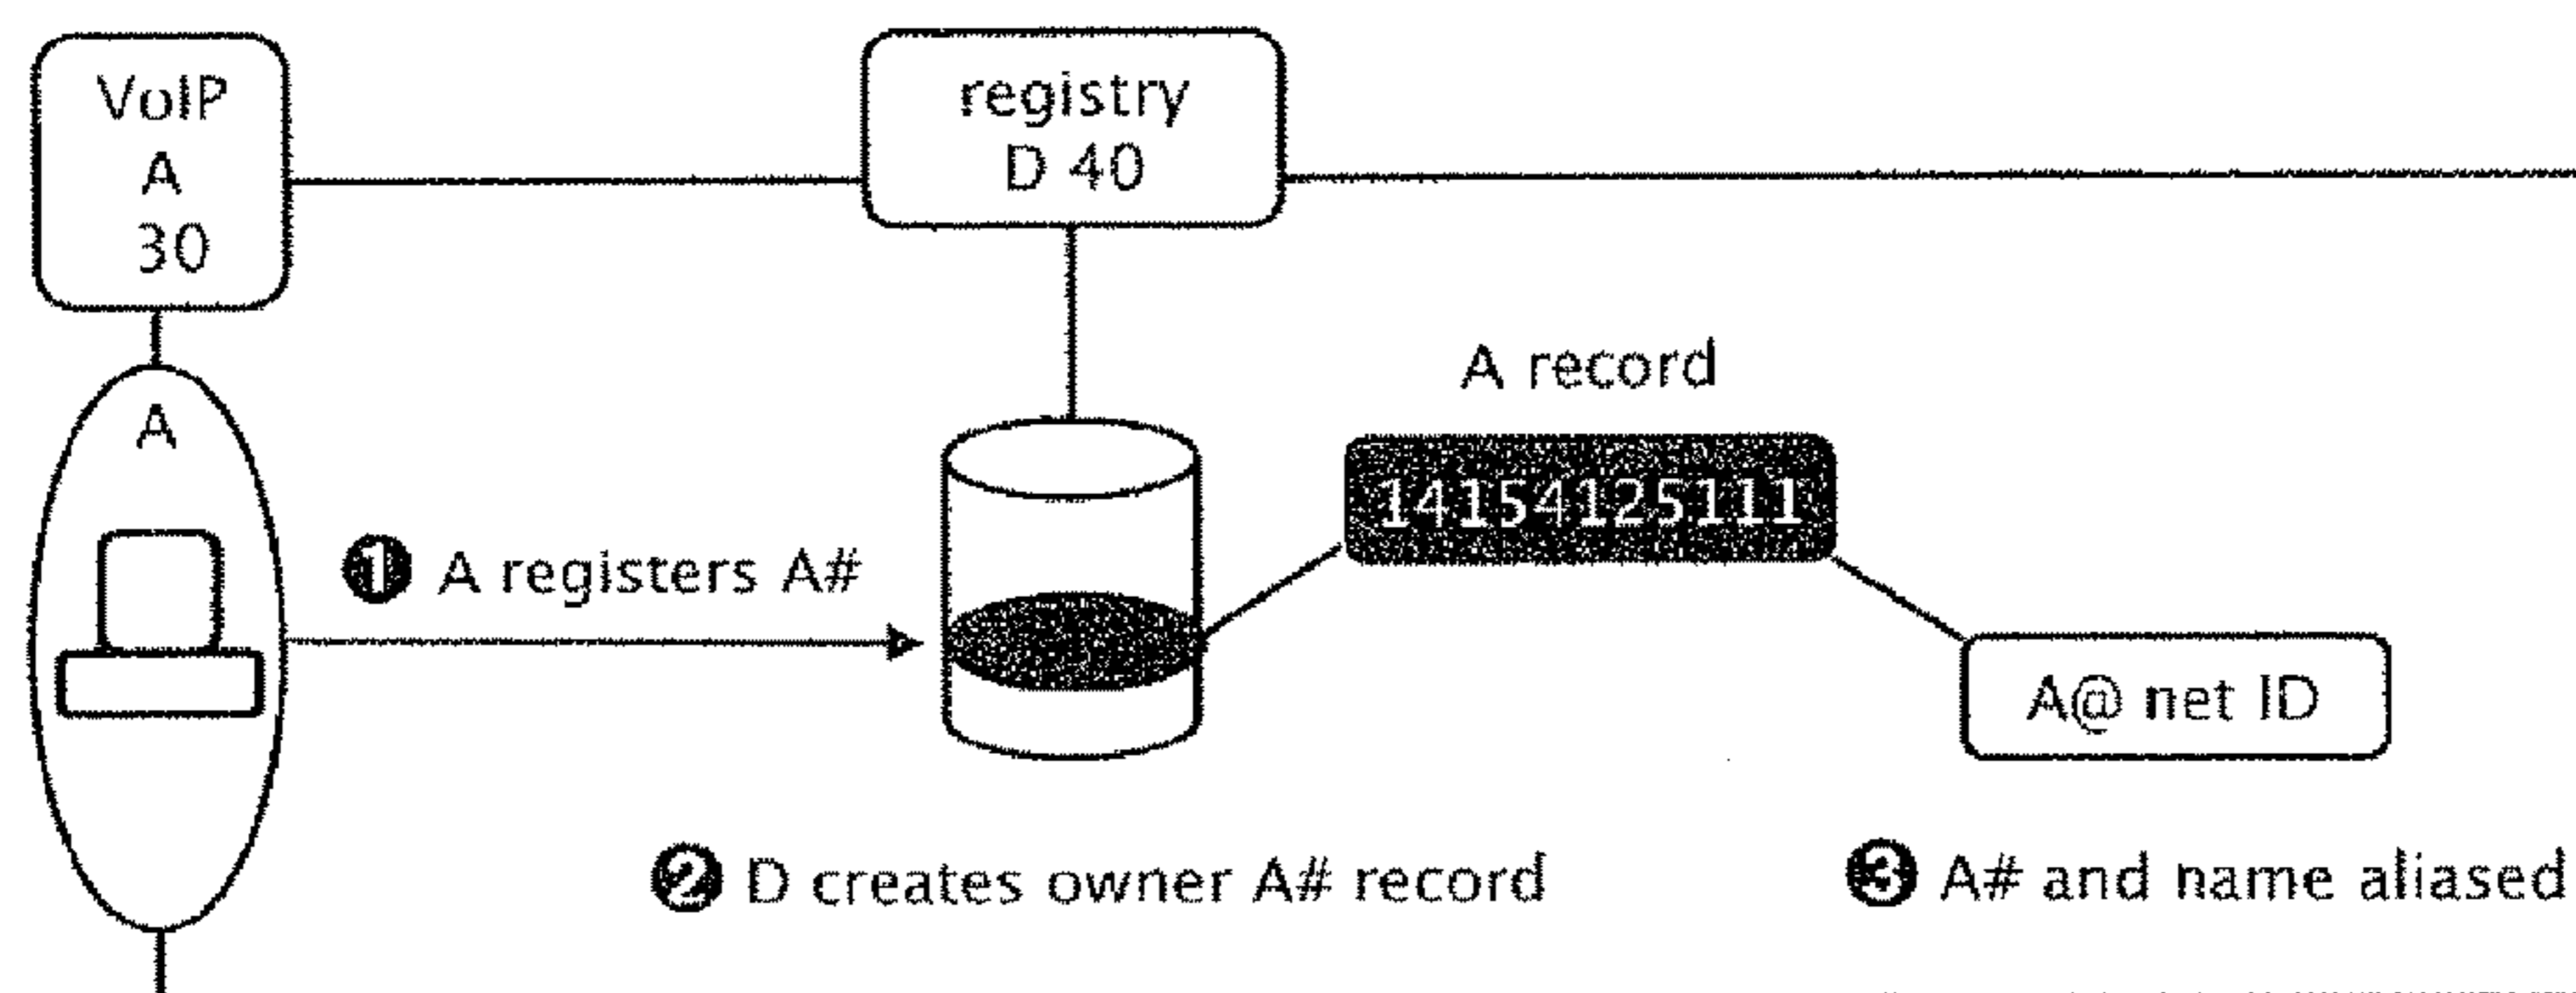 VoIP
A
30
registry
D 40
A record
A
14154125111
❶ A registers A#
A@ net ID
❷ D creates owner A# record
❸ A# and name aliased